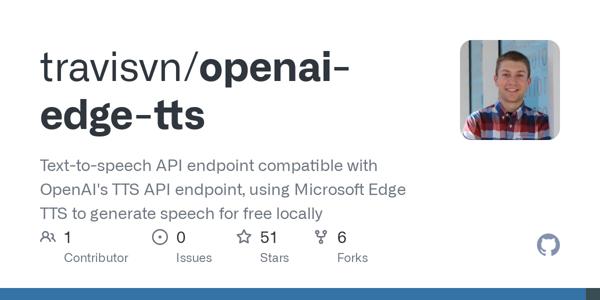 travisvn/openai-
edge-tts
Text-to-speech API endpoint compatible with
OpenAI's TTS API endpoint, using Microsoft Edge
TTS to generate speech for free locally
1 0 51 6
Contributor Issues Stars Forks